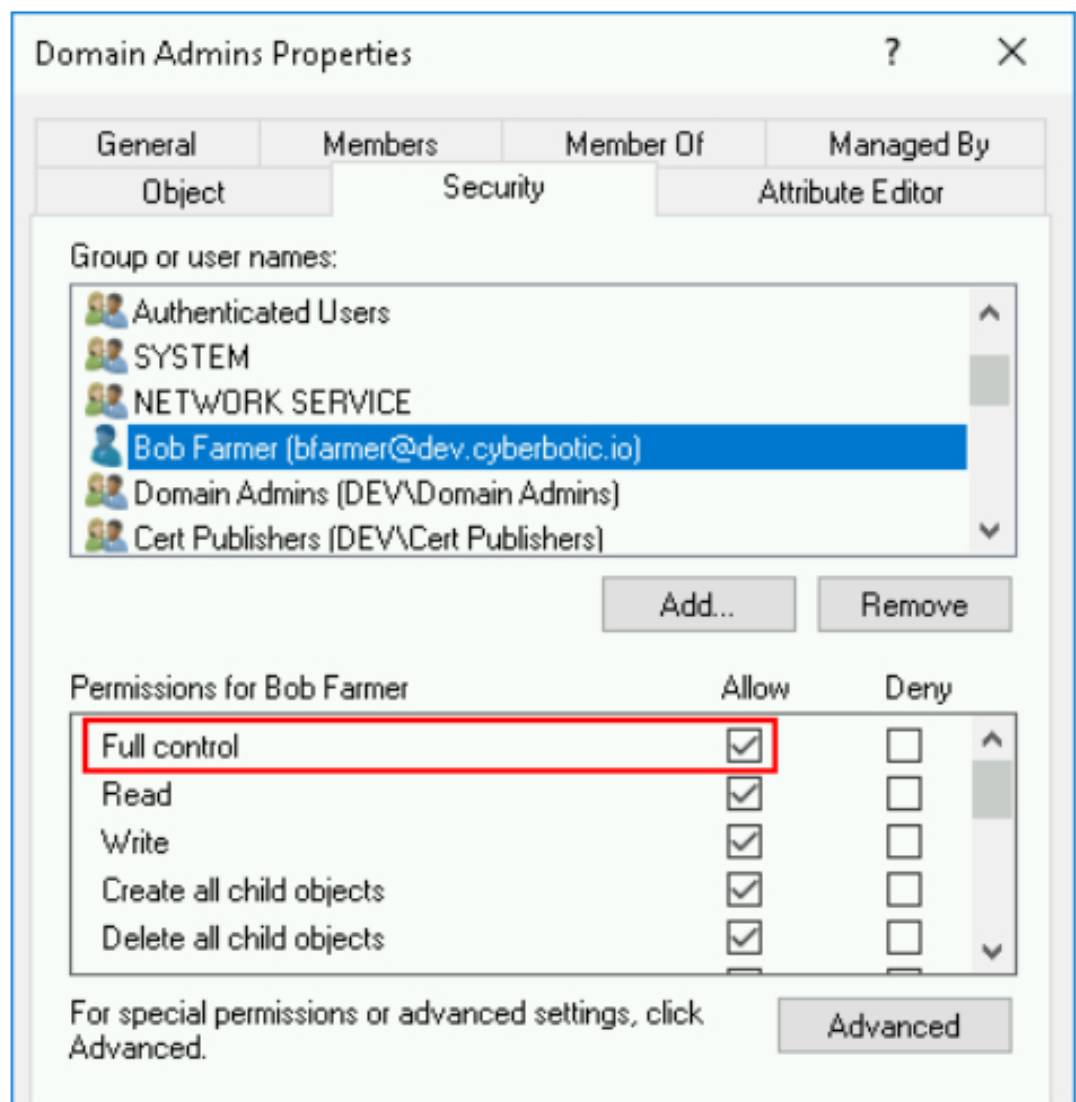 Domain Admins Properties
?
General Members Member Of Managed By
Object Security Attribute Editor
Group or user names:
Authenticated Users
SYSTEM
NETWORK SERVICE
Bob Farmer (bfarmer@dev.cyberbotic.io)
Domain Admins (DEV\Domain Admins)
Cert Publishers (DEV\Cert Publishers)
Add... Remove
Permissions for Bob Farmer Allow Deny
Full control
Read
Write
Create all child objects
Delete all child objects
For special permissions or advanced settings, click
Advanced.
Advanced